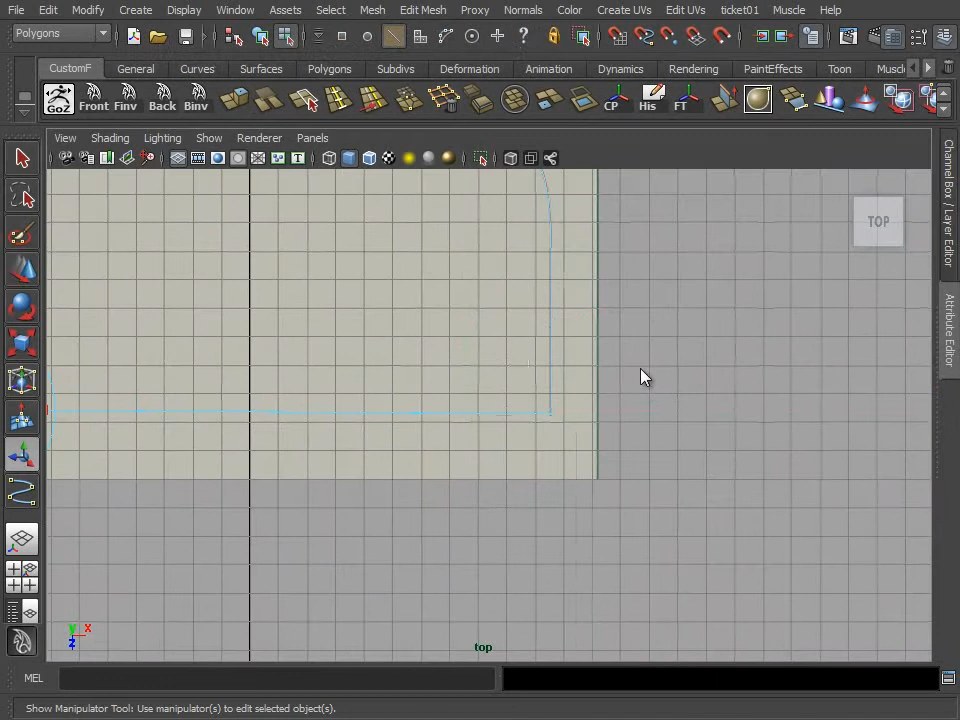 File Edit Modify Create Display Window Assets Select Mesh Edit Mesh Proxy Normals Color Create UVs Edit UVs ticket01 Muscle Help
Polygons
CustomF General Curves Surfaces Polygons Subdivs Deformation Animation Dynamics Rendering PaintEffects Toon
GoZ Front Finv Back Binv CP His FT
View Shading Lighting Show Renderer Panels
Channel Box / Layer Editor
TOP
Attribute Editor
y x
z
top
MEL
Show Manipulator Tool: Use manipulator(s) to edit selected object(s).